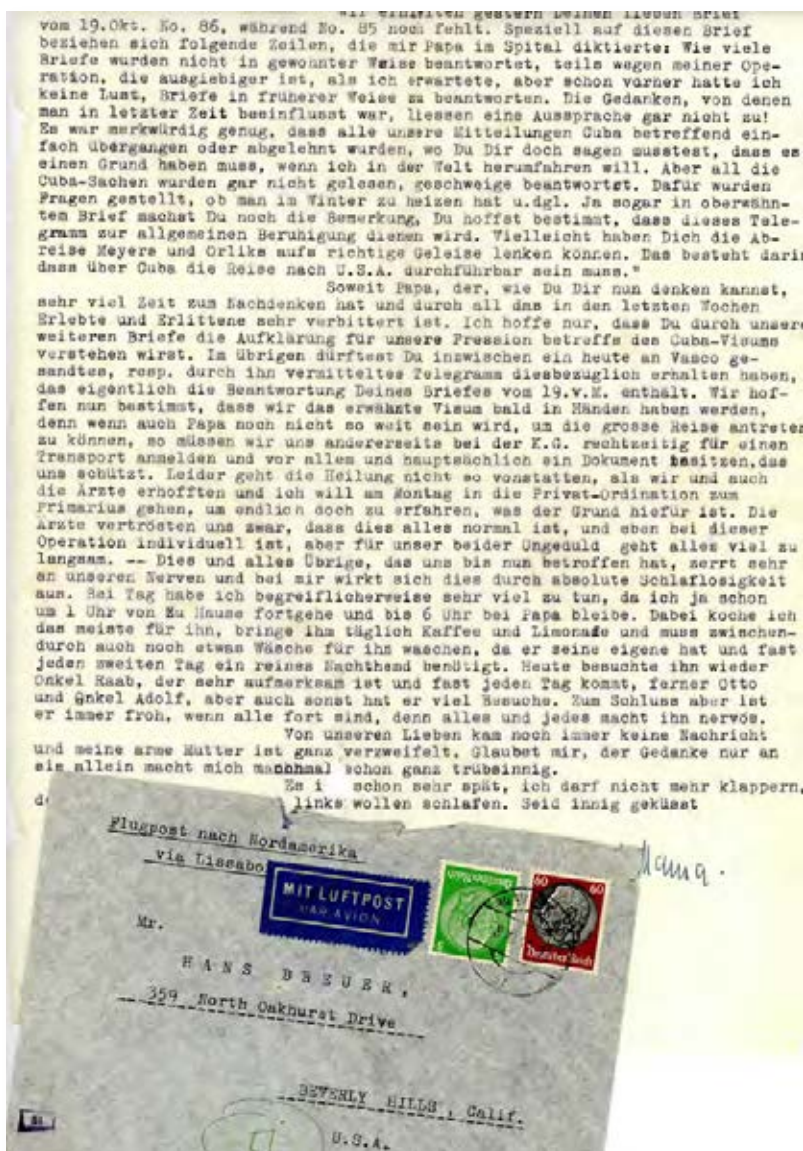 wir erhielten gestern Deinen lieben Brief
vom 19.Okt. No. 86, während No. 85 noch fehlt. Speziell auf diesen Brief
beziehen sich folgende Zeilen, die mir Papa im Spital diktierte: Wie viele
Briefe wurden nicht in gewohnter Weise beantwortet, teils wegen meiner Ope-
ration, die ausgiebiger ist, als ich erwartete, aber schon vorher hatte ich
keine Lust, Briefe in früherer Weise zu beantworten. Die Gedanken, von denen
man in letzter Zeit beeinflusst war, liessen eine Aussprache gar nicht zu!
Es war merkwürdig genug, dass alle unsere Mitteilungen Cuba betreffend ein-
fach übergangen oder abgelehnt wurden, wo Du Dir doch sagen musstest, dass es
einen Grund haben muss, wenn ich in der Welt herumfahren will. Aber all die
Cuba-Sachen wurden gar nicht gelesen, geschweige beantwortet. Dafür wurden
Fragen gestellt, ob man im Winter zu heizen hat u.dgl. Ja sogar in oberwähn-
tem Brief machst Du noch die Bemerkung, Du hoffst bestimmt, dass dieses Tele-
gramm zur allgemeinen Beruhigung dienen wird. Vielleicht haben Dich die Ab-
reise Meyers und Orliks aufs richtige Geleise lenken können. Das besteht darin
dass über Cuba die Reise nach U.S.A. durchführbar sein muss."
Soweit Papa, der, wie Du Dir nun denken kannst,
sehr viel Zeit zum Nachdenken hat und durch all das in den letzten Wochen
Erlebte und Erlittene sehr verbittert ist. Ich hoffe nur, dass Du durch unsere
weiteren Briefe die Aufklärung für unsere Pression betreffs des Cuba-Visums
verstehen wirst. Im übrigen dürftest Du inzwischen ein heute an Vasco ge-
sandtes, resp. durch ihn vermitteltes Telegramm diesbezüglich erhalten haben,
das eigentlich die Beantwortung Deines Briefes vom 19.v.M. enthält. Wir hof-
fen nun bestimmt, dass wir das erwähnte Visum bald in Händen haben werden,
denn wenn auch Papa noch nicht so weit sein wird, um die grosse Reise antreten
zu können, so müssen wir uns andererseits bei der K.G. rechtzeitig für einen
Transport anmelden und vor allem und hauptsächlich ein Dokument besitzen,das
uns schützt. Leider geht die Heilung nicht so vonstatten, als wir und auch
die Ärzte erhofften und ich will am Montag in die Privat-Ordination zum
Primarius gehen, um endlich doch zu erfahren, was der Grund hiefür ist. Die
Ärzte vertrösten uns zwar, dass dies alles normal ist, und eben bei dieser
Operation individuell ist, aber für unser beider Ungeduld geht alles viel zu
langsam. -- Dies und alles Übrige, das uns bis nun betroffen hat, zerrt sehr
an unseren Nerven und bei mir wirkt sich dies durch absolute Schlaflosigkeit
aus. Bei Tag habe ich begreiflicherweise sehr viel zu tun, da ich ja schon
um 1 Uhr von Zu Hause fortgehe und bis 6 Uhr bei Papa bleibe. Dabei koche ich
das meiste für ihn, bringe ihm täglich Kaffee und Limonade und muss zwischen-
durch auch noch etwas Wäsche für ihn waschen, da er seine eigene hat und fast
jeden zweiten Tag ein reines Nachthemd benötigt. Heute besuchte ihn wieder
Onkel Raab, der sehr aufmerksam ist und fast jeden Tag kommt, ferner Otto
und Onkel Adolf, aber auch sonst hat er viel Besuche. Zum Schluss aber ist
er immer froh, wenn alle fort sind, denn alles und jedes macht ihn nervös.
Von unseren Lieben kam noch immer keine Nachricht
und meine arme Mutter ist ganz verzweifelt. Glaubet mir, der Gedanke nur an
sie allein macht mich manchmal schon ganz trübsinnig.
Es i schon sehr spät, ich darf nicht mehr klappern,
links wollen schlafen. Seid innig geküsst
Mama.
Flugpost nach Nordamerika
via Lissabo
MIT LUFTPOST
PAR AVION
Deutsches Reich
5
60 60
Deutsches Reich
Mr.
HANS BREUER,
359 North Oakhurst Drive
BEVERLY HILLS, Calif.
U.S.A.